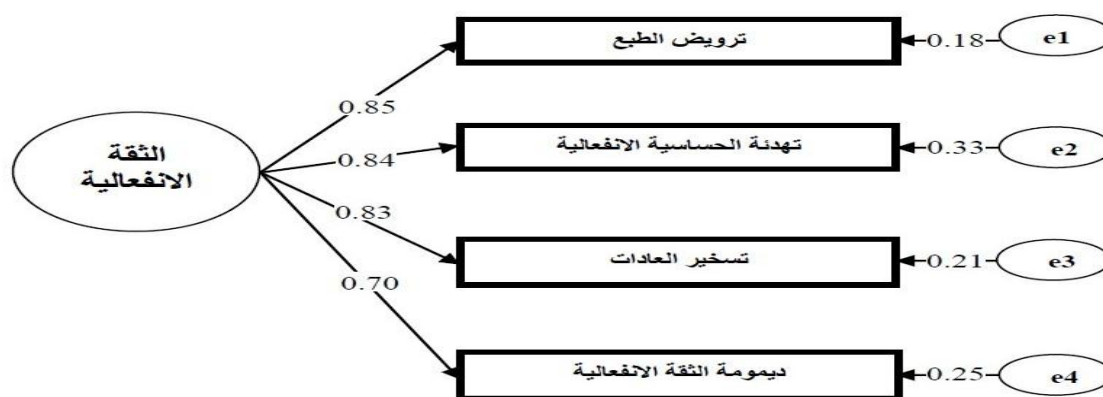 ترويض الطبع
0.18
e1
0.85
الثقة
الانفعالية
تهدئة الحساسية الانفعالية
0.33
e2
0.84
0.83
تسخير العادات
0.21
e3
0.70
ديمومة الثقة الانفعالية
0.25
e4